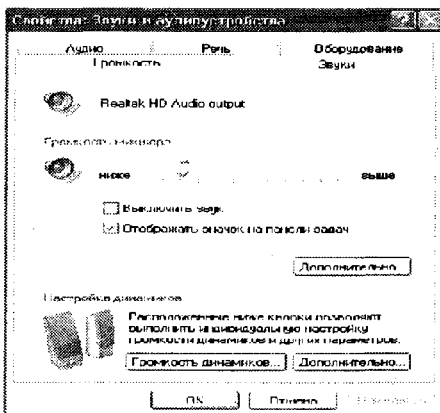 Свойства: Звуки и аудиоустройства
Аудио Речь Оборудование
Громкость Звуки
Realtek HD Audio output
Громкость микшера
ниже выше
Выключить звук
Отображать значок на панели задач
Дополнительно...
Настройка динамиков
Расположенные ниже кнопки позволяют
выполнить индивидуальную настройку
громкости динамиков и других параметров.
Громкость динамиков... Дополнительно...
OK Отмена